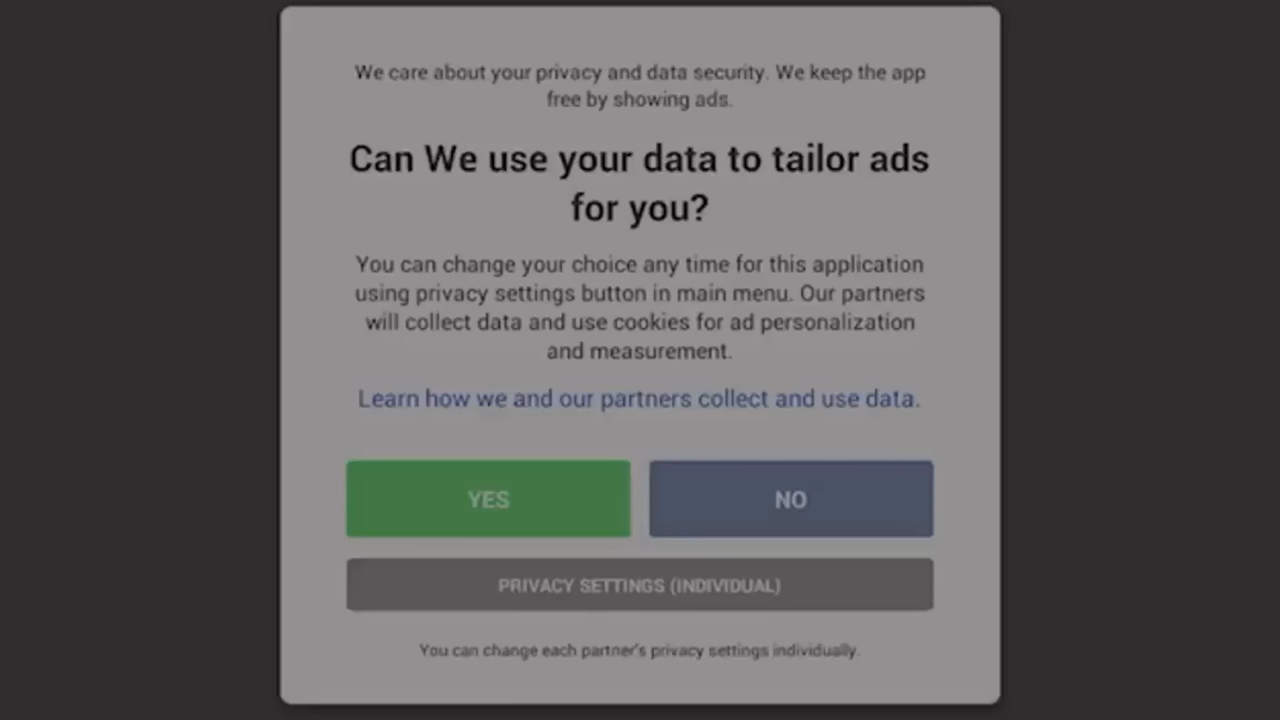 We care about your privacy and data security. We keep the app
free by showing ads.
Can We use your data to tailor ads
for you?
You can change your choice any time for this application
using privacy settings button in main menu. Our partners
will collect data and use cookies for ad personalization
and measurement.
Learn how we and our partners collect and use data.
YES
NO
PRIVACY SETTINGS (INDIVIDUAL)
You can change each partner's privacy settings individually.